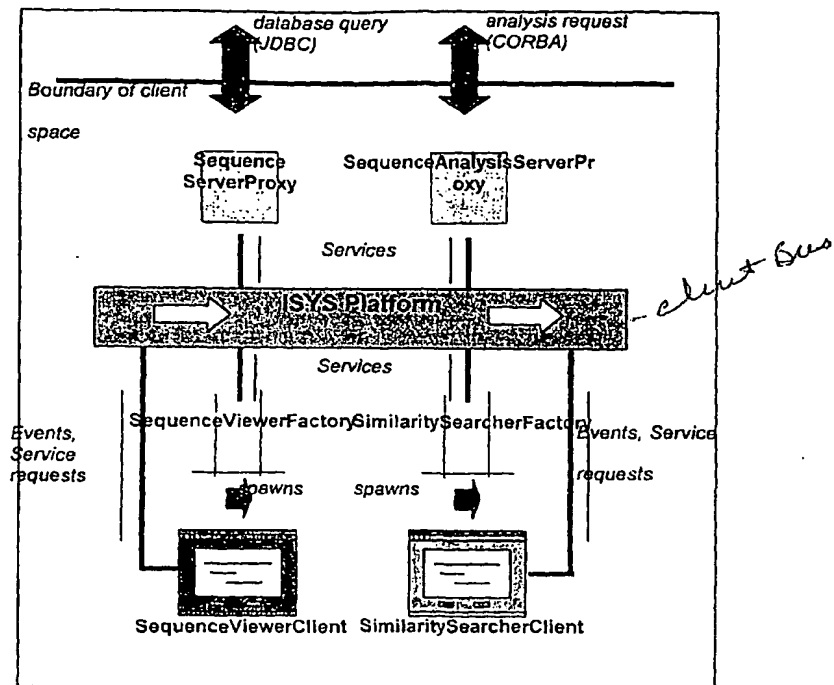 database query
(JDBC)
analysis request
(CORBA)
Boundary of client
space
Sequence
ServerProxy
SequenceAnalysisServerPr
oxy
Services
ISYS Platform
client Bus
Services
SequenceViewerFactory
SimilaritySearcherFactory
Events,
Service
requests
Events, Service
requests
spawns
spawns
SequenceViewerClient
SimilaritySearcherClient